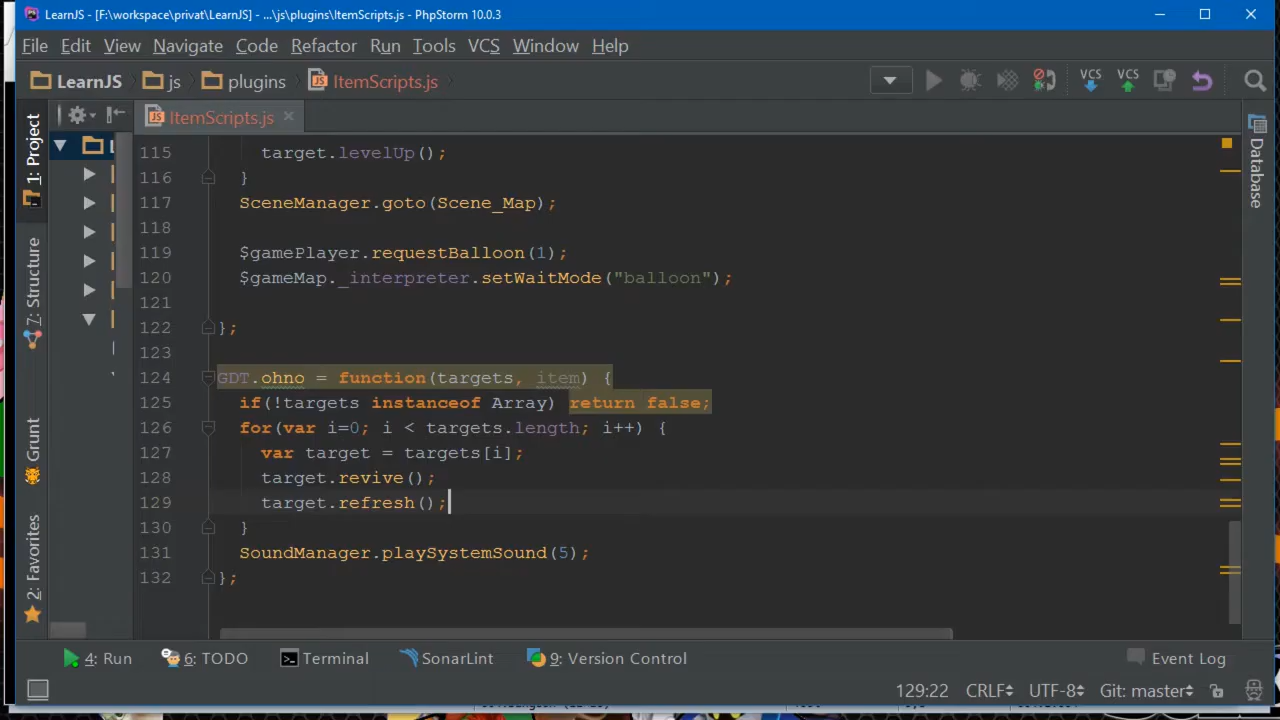 LearnJS - [F:\workspace\privat\LearnJS] - ...\js\plugins\ItemScripts.js - PhpStorm 10.0.3
File Edit View Navigate Code Refactor Run Tools VCS Window Help
LearnJS js plugins ItemScripts.js VCS VCS
1: Project
7: Structure
Grunt
2: Favorites
ItemScripts.js
115 target.levelUp();
116 }
117 SceneManager.goto(Scene_Map);
118
119 $gamePlayer.requestBalloon(1);
120 $gameMap._interpreter.setWaitMode("balloon");
121
122 };
123
124 GDT.ohno = function(targets, item) {
125 if(!targets instanceof Array) return false;
126 for(var i=0; i < targets.length; i++) {
127 var target = targets[i];
128 target.revive();
129 target.refresh();
130 }
131 SoundManager.playSystemSound(5);
132 };
Database
4: Run 6: TODO Terminal SonarLint 9: Version Control Event Log
129:22 CRLF UTF-8 Git: master